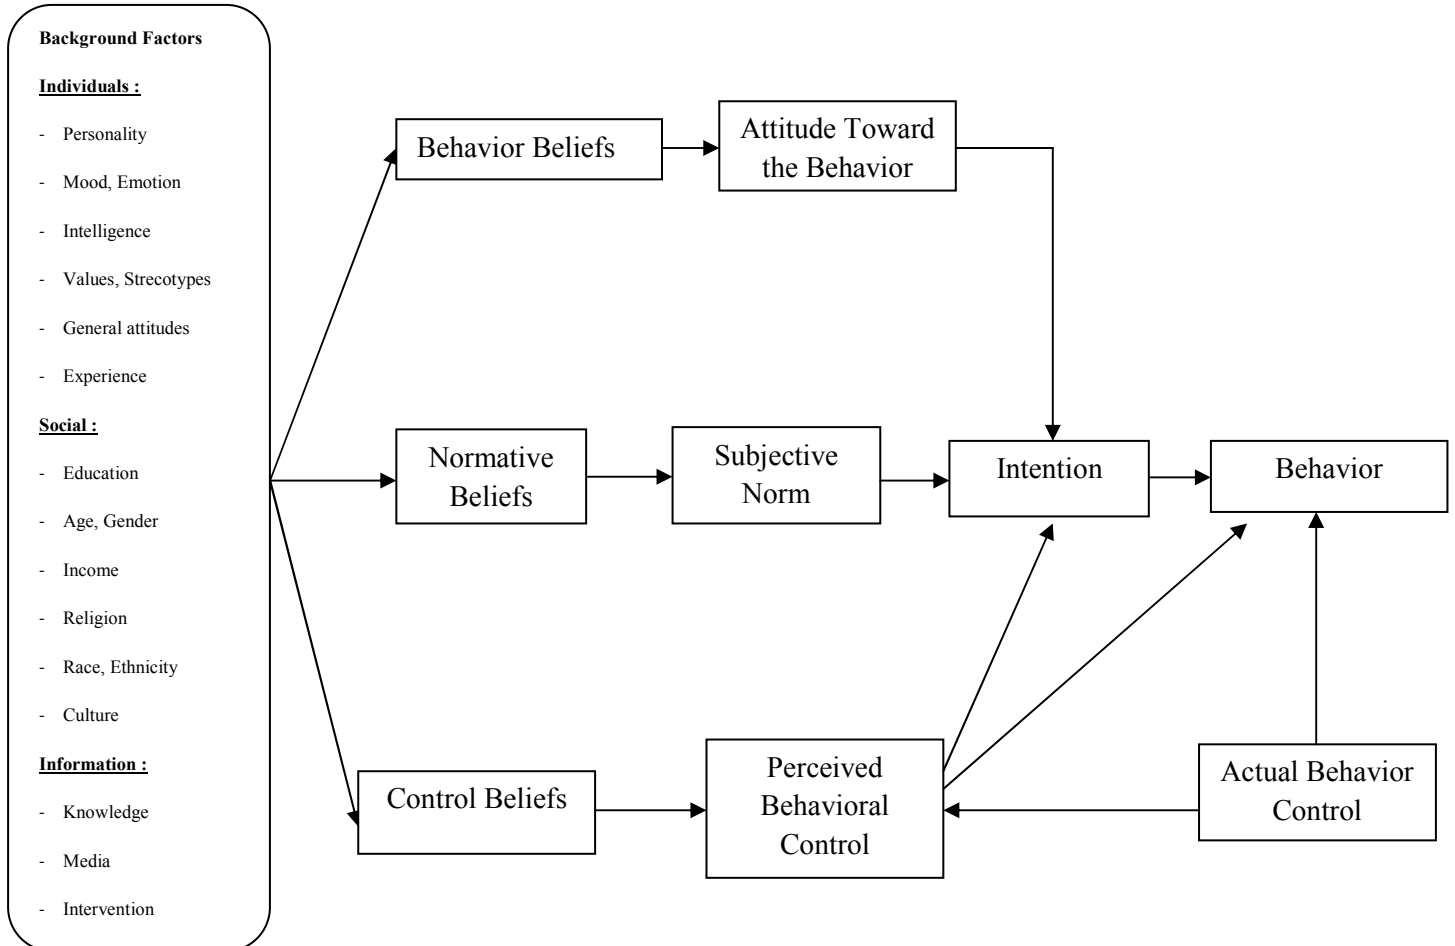 Background Factors
Individuals :
- Personality
- Mood, Emotion
- Intelligence
- Values, Strecotypes
- General attitudes
- Experience
Social :
- Education
- Age, Gender
- Income
- Religion
- Race, Ethnicity
- Culture
Information :
- Knowledge
- Media
- Intervention
Behavior Beliefs
Attitude Toward
the Behavior
Normative
Beliefs
Subjective
Norm
Intention
Behavior
Control Beliefs
Perceived
Behavioral
Control
Actual Behavior
Control